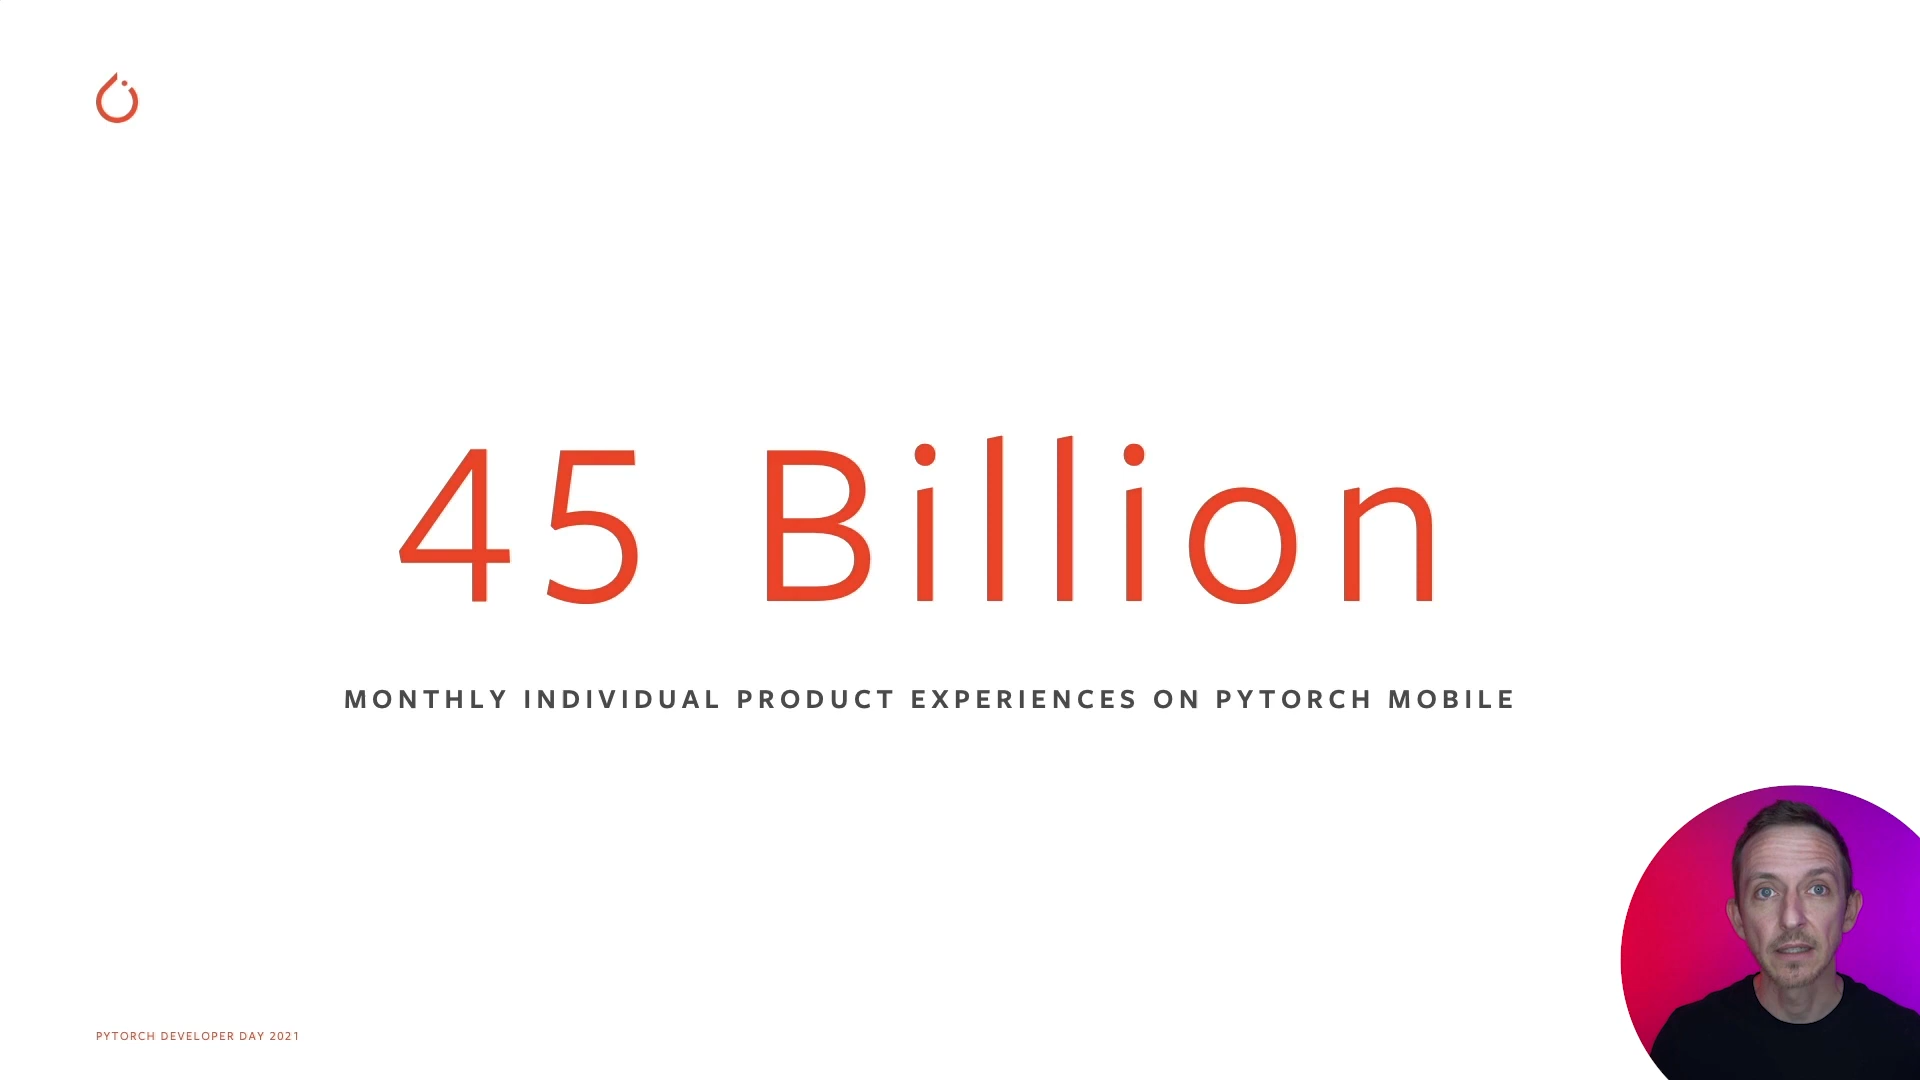 45 Billion
MONTHLY INDIVIDUAL PRODUCT EXPERIENCES ON PYTORCH MOBILE
PYTORCH DEVELOPER DAY 2021